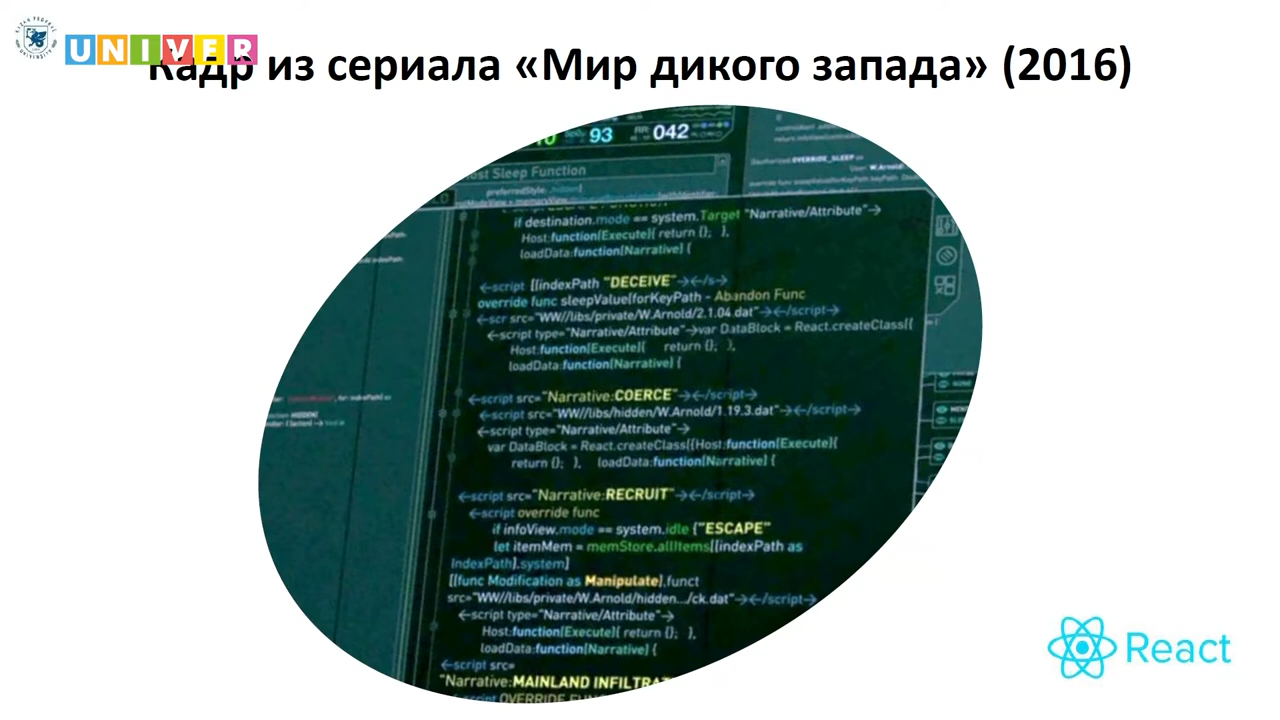 UNIVER
Кадр из сериала «Мир дикого запада» (2016)
93 042
Host Sleep Function
preferredStyle: .hidden]
OVERRIDE_SLEEP
if destination.mode == system.Target "Narrative/Attribute"->
Host:function[Execute]{ return {}; },
loadData:function[Narrative] {
<-script [[indexPath "DECEIVE"-><-/s->
override func sleepValue[forKeyPath - Abandon Func
<-scr src="WW//libs/private/W.Arnold/2.1.04.dat"-><-/script->
<-script type="Narrative/Attribute"->var DataBlock = React.createClass[{
Host:function[Execute]{ return {}; },
loadData:function[Narrative] {
<-script src="Narrative:COERCE"-><-/script->
<-script src="WW//libs/hidden/W.Arnold/1.19.3.dat"-><-/script->
<-script type="Narrative/Attribute"->
var DataBlock = React.createClass[{Host:function[Execute]{
return {}; }, loadData:function[Narrative] {
<-script src="Narrative:RECRUIT"-><-/script->
<-script override func
if infoView.mode == system.idle {"ESCAPE"
let itemMem = memStore.allItems[[indexPath as
IndexPath].system]
[[func Modification as Manipulate].funct
src="WW//libs/private/W.Arnold/hidden.../ck.dat"-><-/script->
<-script type="Narrative/Attribute"->
Host:function[Execute]{ return {}; },
loadData:function[Narrative] {
<-script src=
"Narrative:MAINLAND INFILTRAT
script OVERRIDE FUN
React